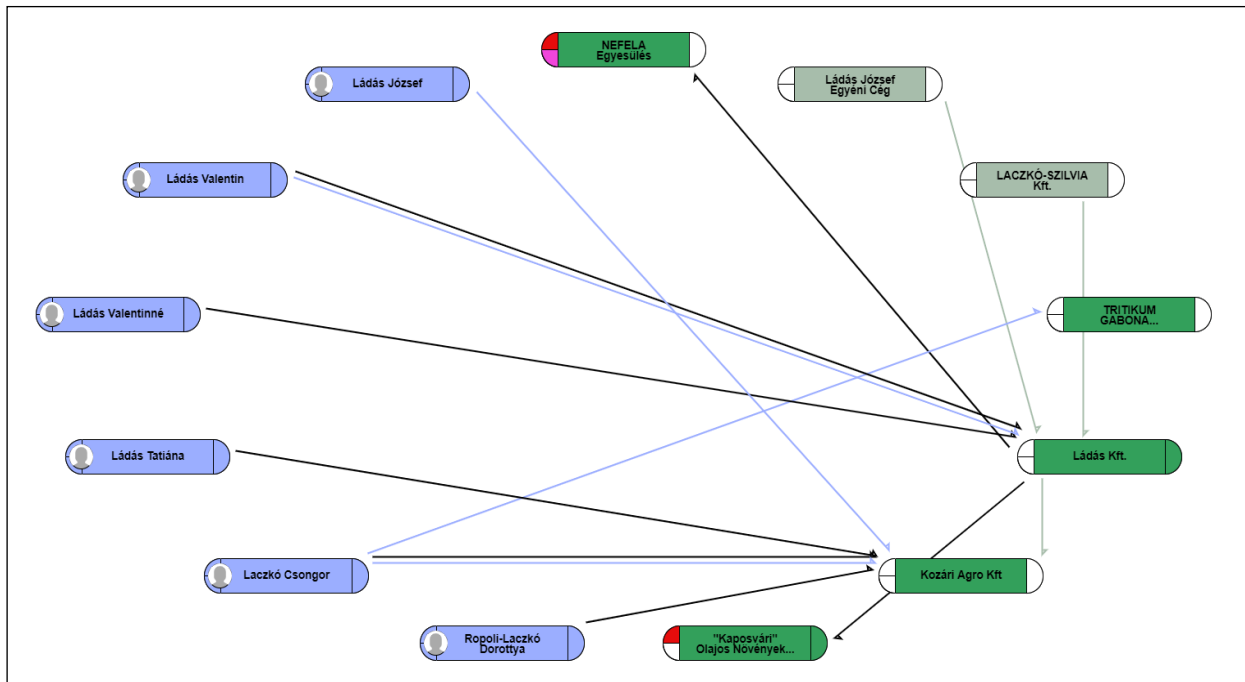 NEFELA
Egyesülés
Ládás József
Ládás József
Egyéni Cég
Ládás Valentin
LACZKÓ-SZILVIA
Kft.
Ládás Valentinné
TRITIKUM
GABONA...
Ládás Tatiána
Ládás Kft.
Laczkó Csongor
Kozári Agro Kft
Ropoli-Laczkó
Dorottya
"Kaposvári"
Olajos Növények...